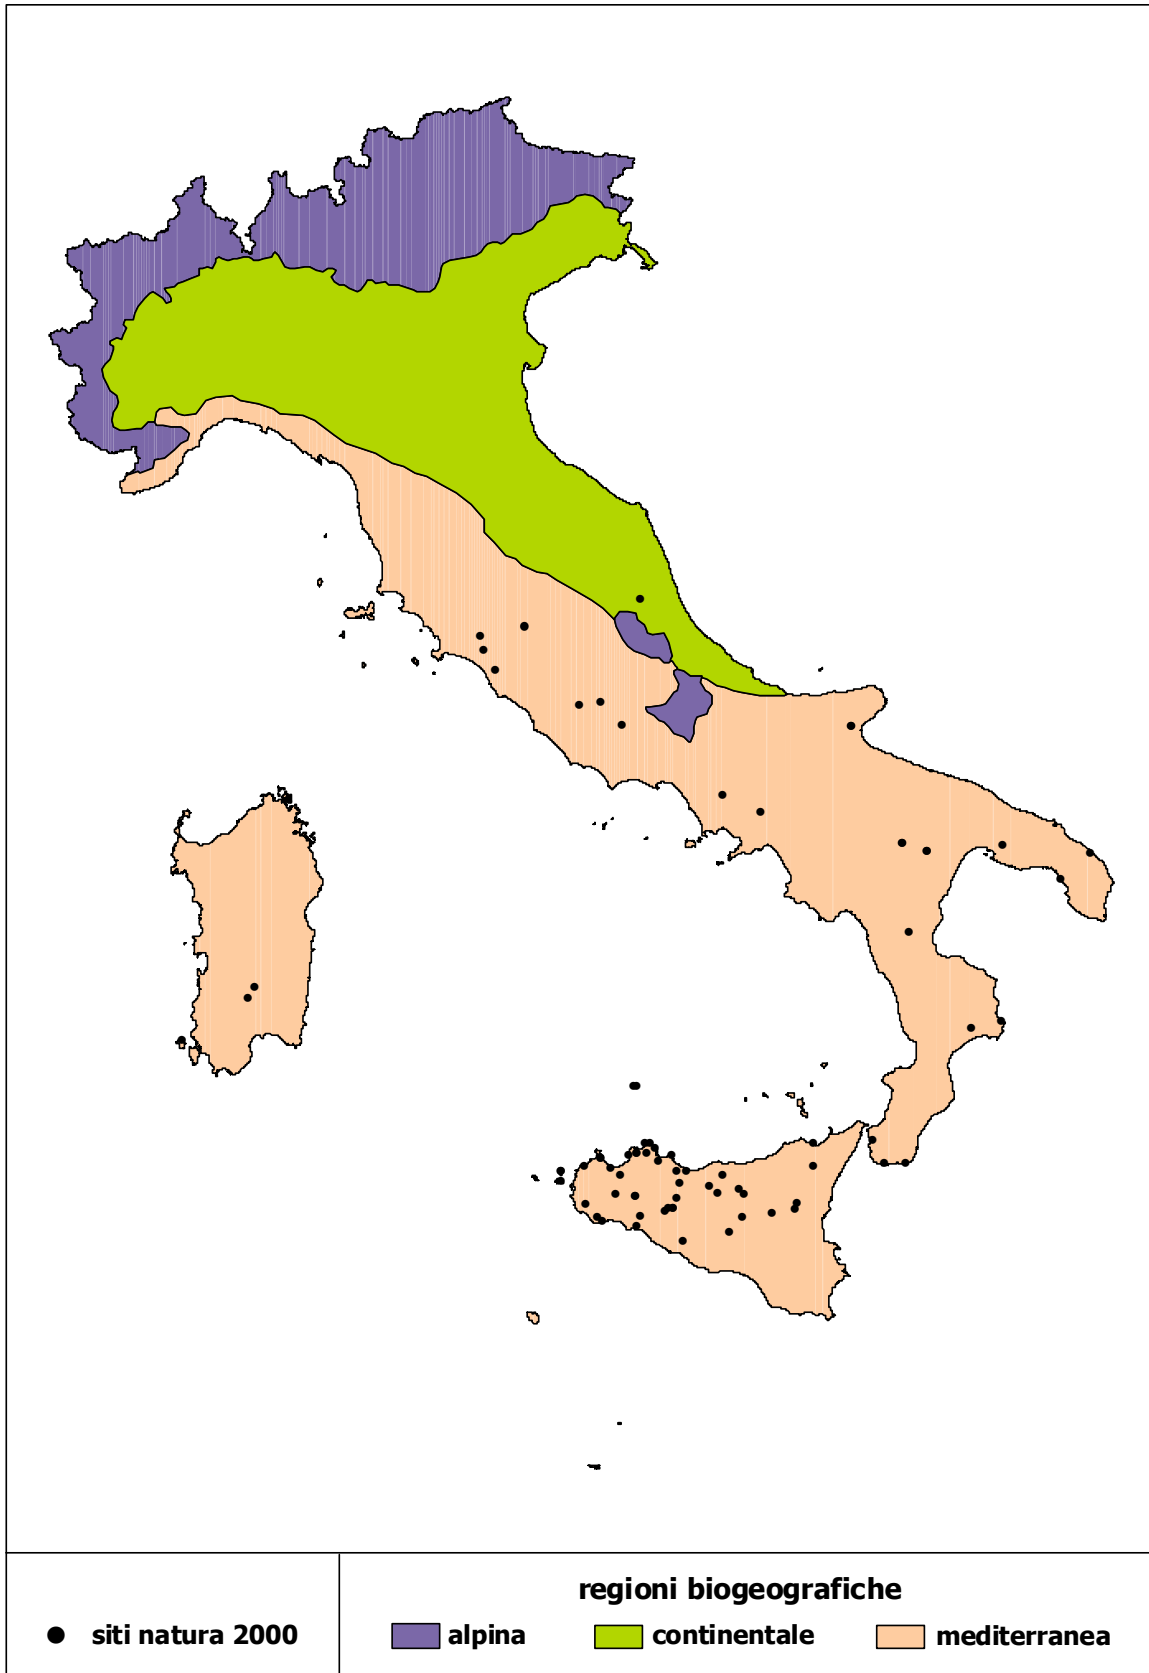 regioni biogeografiche
siti natura 2000
alpina
continentale
mediterranea